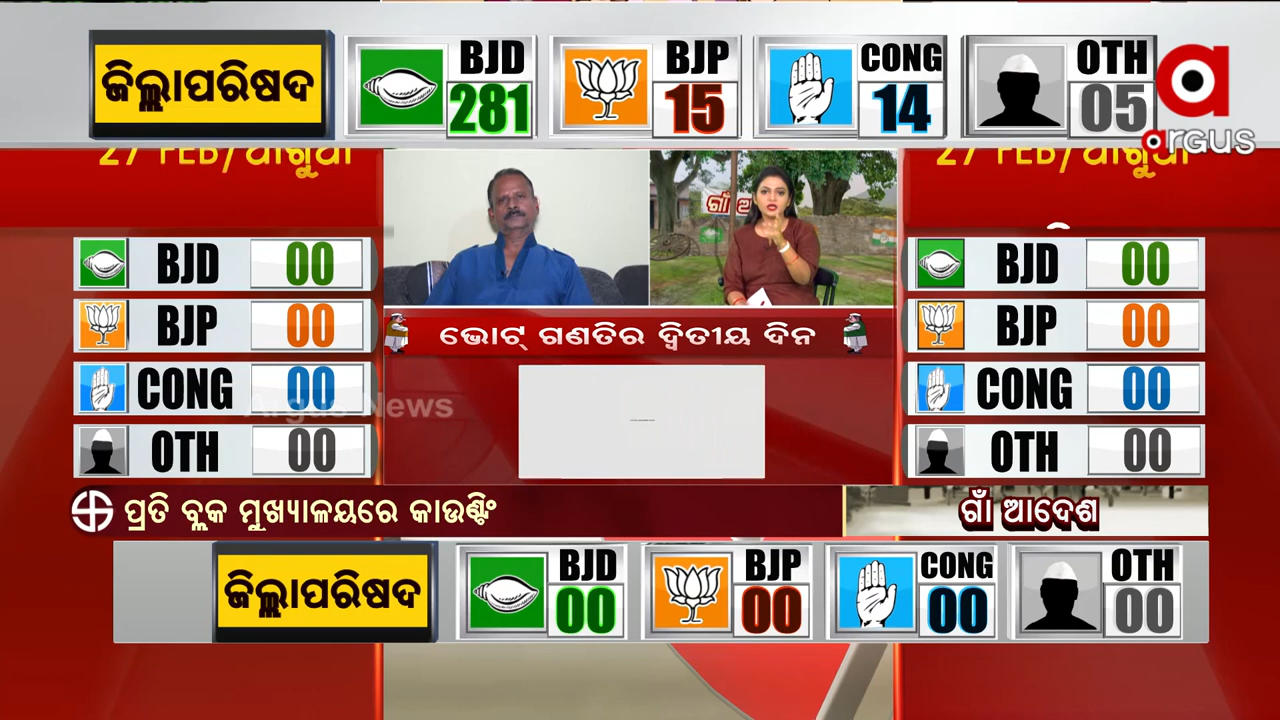 ଜିଲ୍ଲାପରିଷଦ
BJD 281
BJP 15
CONG 14
OTH 05
argus
27 FEB/
27 FEB/
BJD 00
BJP 00
CONG 00
OTH 00
ଭୋଟ୍ ଗଣତିର ଦ୍ୱିତୀୟ ଦିନ
Argus News
BJD 00
BJP 00
CONG 00
OTH 00
ପ୍ରତି ବ୍ଲକ ମୁଖ୍ୟାଳୟରେ କାଉଣ୍ଟିଂ
ଗାଁ ଆଦେଶ
ଜିଲ୍ଲାପରିଷଦ
BJD 00
BJP 00
CONG 00
OTH 00